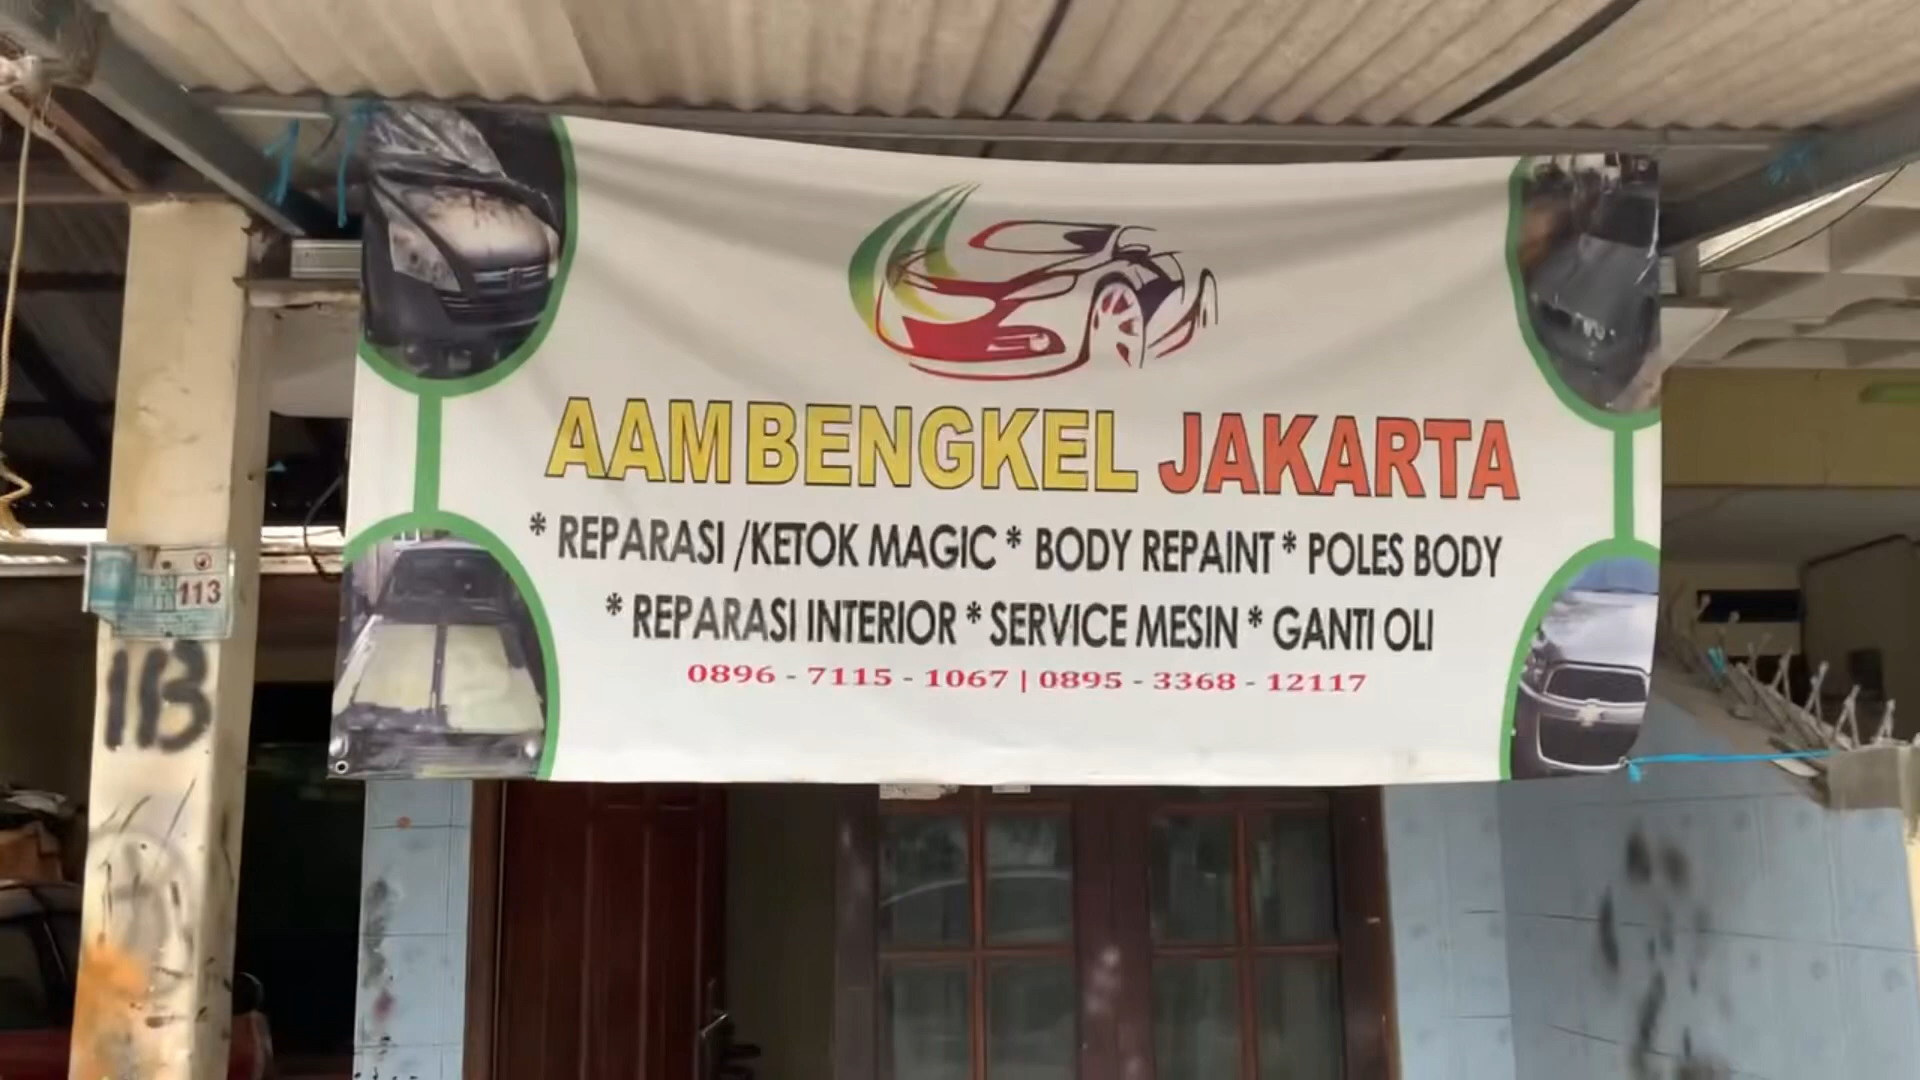 AAM BENGKEL JAKARTA
* REPARASI /KETOK MAGIC * BODY REPAINT * POLES BODY
* REPARASI INTERIOR * SERVICE MESIN * GANTI OLI
0896 - 7115 - 1067 | 0895 - 3368 - 12117
113